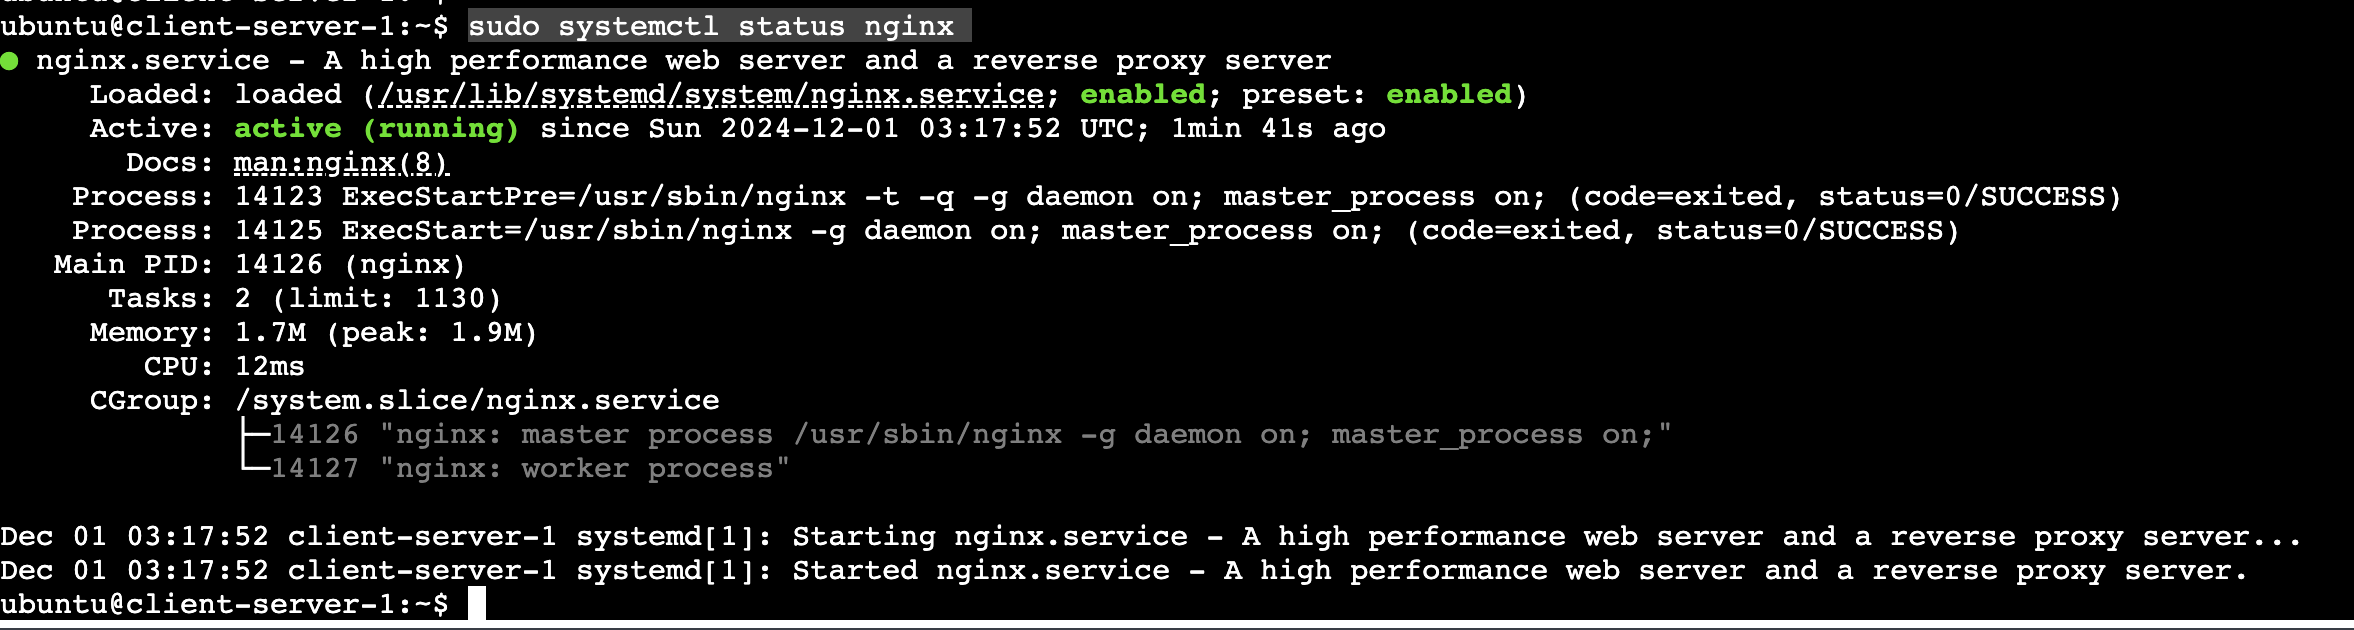 ubuntu@client-server-1:~$
ubuntu@client-server-1:~$ sudo systemctl status nginx
● nginx.service - A high performance web server and a reverse proxy server
Loaded: loaded (/usr/lib/systemd/system/nginx.service; enabled; preset: enabled)
Active: active (running) since Sun 2024-12-01 03:17:52 UTC; 1min 41s ago
Docs: man:nginx(8)
Process: 14123 ExecStartPre=/usr/sbin/nginx -t -q -g daemon on; master_process on; (code=exited, status=0/SUCCESS)
Process: 14125 ExecStart=/usr/sbin/nginx -g daemon on; master_process on; (code=exited, status=0/SUCCESS)
Main PID: 14126 (nginx)
Tasks: 2 (limit: 1130)
Memory: 1.7M (peak: 1.9M)
CPU: 12ms
CGroup: /system.slice/nginx.service
├─14126 "nginx: master process /usr/sbin/nginx -g daemon on; master_process on;"
└─14127 "nginx: worker process"
Dec 01 03:17:52 client-server-1 systemd[1]: Starting nginx.service - A high performance web server and a reverse proxy server...
Dec 01 03:17:52 client-server-1 systemd[1]: Started nginx.service - A high performance web server and a reverse proxy server.
ubuntu@client-server-1:~$